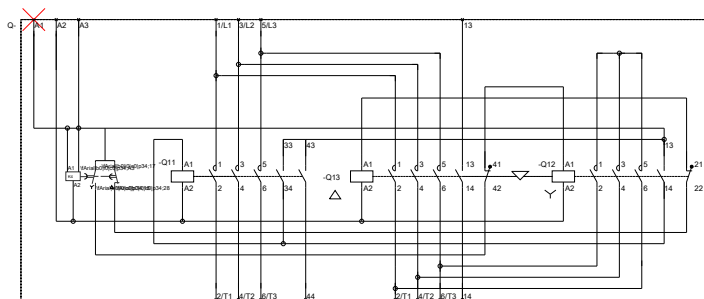 Q-
A1 A2 A3 1/L1 3/L2 5/L3 13
33 43 13
-Q11 A1 1 3 5
A2 2 4 6 34
-Q13 A1 1 3 5 13 41
A2 2 4 6 14 42
-Q12 A1 1 3 5 21
A2 2 4 6 14 22
A1
A2
2/T1 4/T2 6/T3 44 2/T1 4/T2 6/T3 14